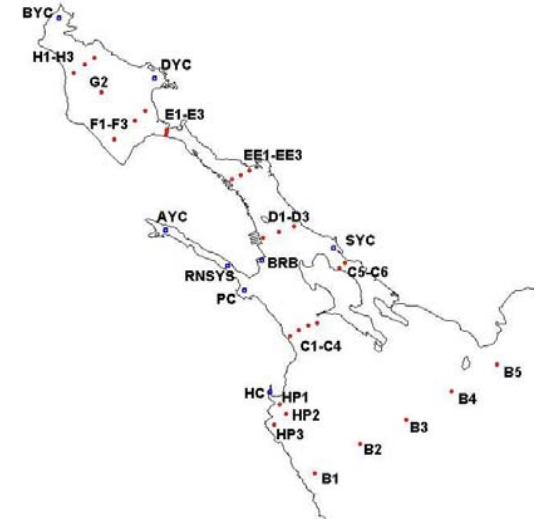 BYC
H1-H3
DYC
G2
E1-E3
F1-F3
EE1-EE3
AYC
D1-D3
SYC
BRB
RNSYS
C5-C6
PC
C1-C4
B5
HC
HP1
B4
HP2
B3
HP3
B2
B1